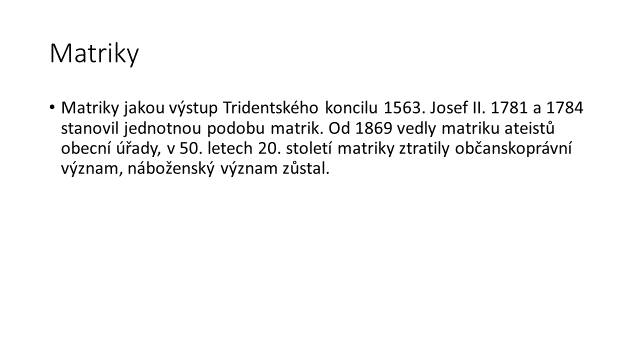 Matriky
• Matriky jakou výstup Tridentského koncilu 1563. Josef II. 1781 a 1784
stanovil jednotnou podobu matrik. Od 1869 vedly matriku ateistů
obecní úřady, v 50. letech 20. století matriky ztratily občanskoprávní
význam, náboženský význam zůstal.